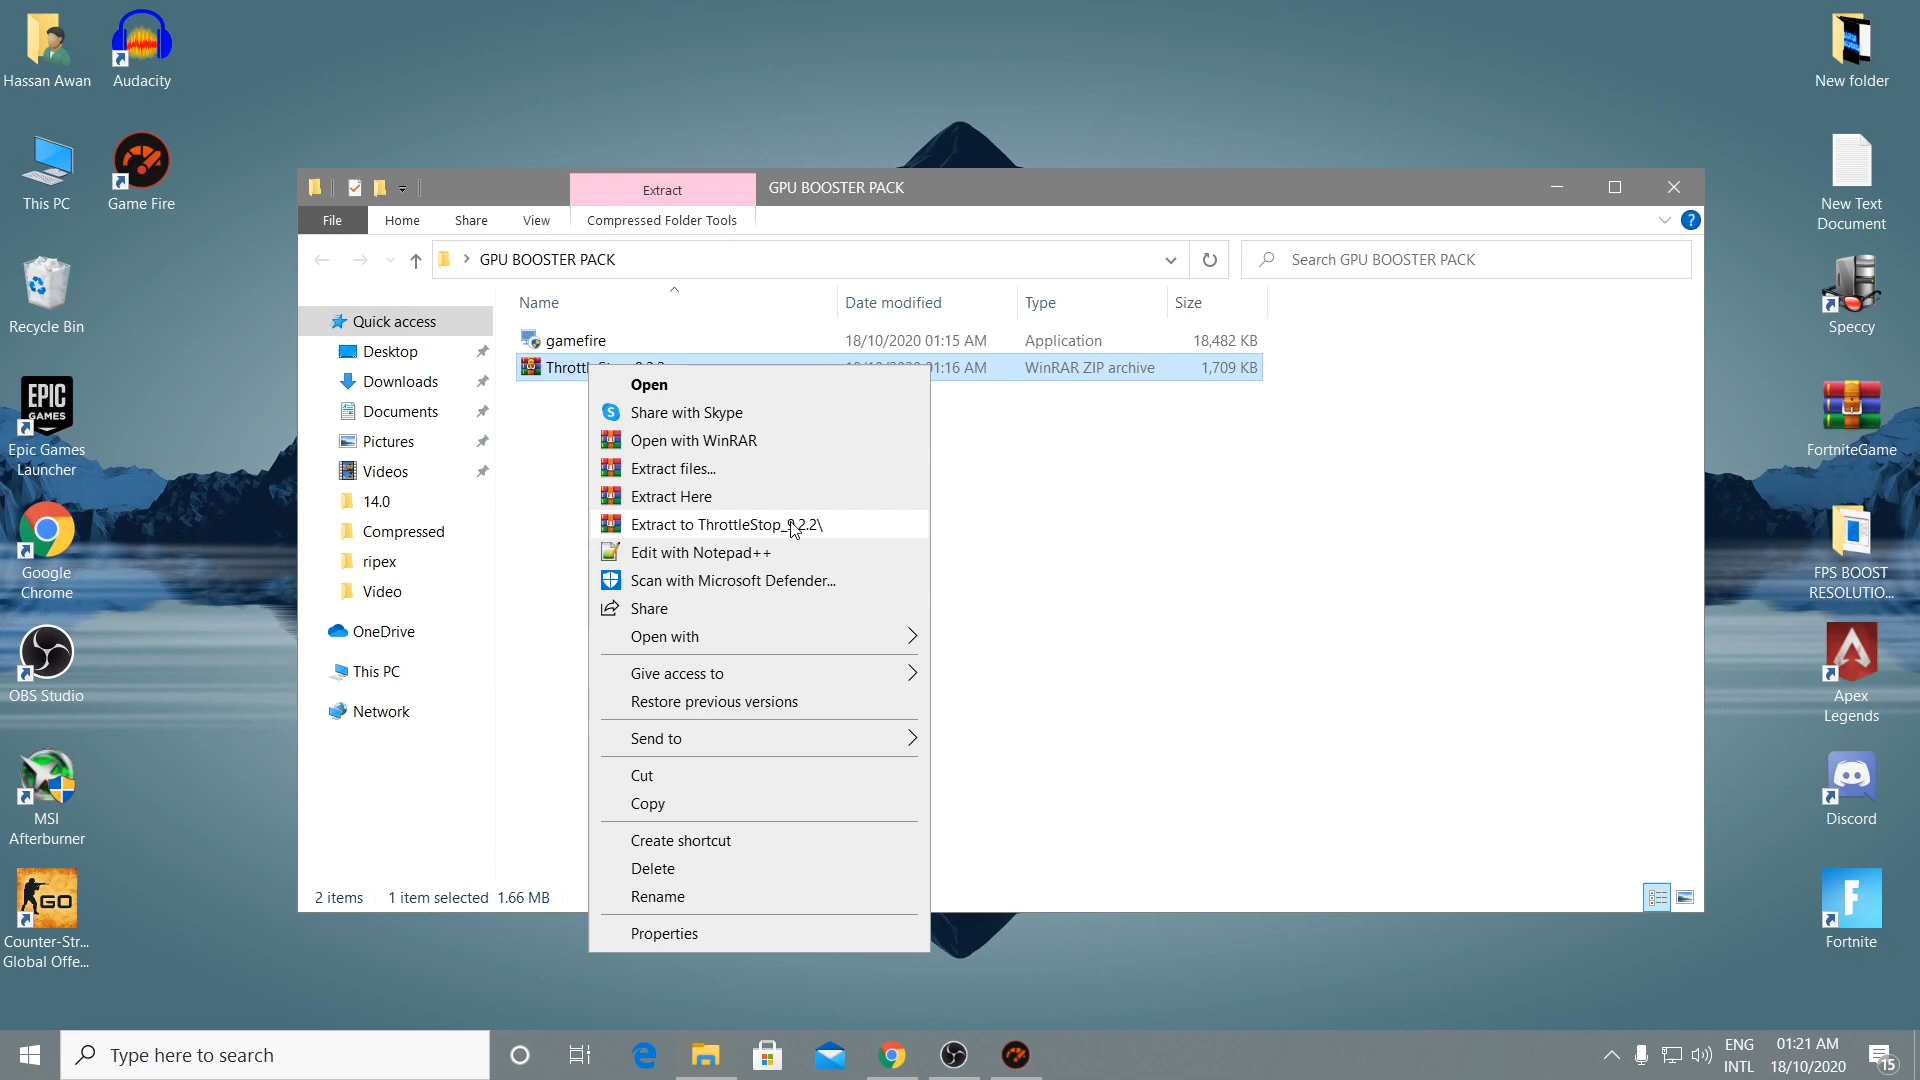 Hassan Awan
Audacity
This PC
Game Fire
Recycle Bin
EPIC
GAMES
Epic Games
Launcher
Google
Chrome
OBS Studio
MSI
Afterburner
GO
Counter-Str...
Global Offe...
Extract
GPU BOOSTER PACK
File
Home
Share
View
Compressed Folder Tools
?
GPU BOOSTER PACK
Search GPU BOOSTER PACK
Name
Date modified
Type
Size
gamefire
18/10/2020 01:15 AM
Application
18,482 KB
01:16 AM
WinRAR ZIP archive
1,709 KB
Quick access
Desktop
Downloads
Documents
Pictures
Videos
14.0
Compressed
ripex
Video
OneDrive
This PC
Network
Open
S
Share with Skype
Open with WinRAR
Extract files...
Extract Here
Extract to ThrottleStop_9.2.2\
Edit with Notepad++
Scan with Microsoft Defender...
Share
Open with
Give access to
Restore previous versions
Send to
Cut
Copy
Create shortcut
Delete
Rename
Properties
2 items
1 item selected
1.66 MB
New folder
New Text
Document
Speccy
FortniteGame
FPS BOOST
RESOLUTIO...
Apex
Legends
Discord
F
Fortnite
Type here to search
ENG
INTL
01:21 AM
18/10/2020
15